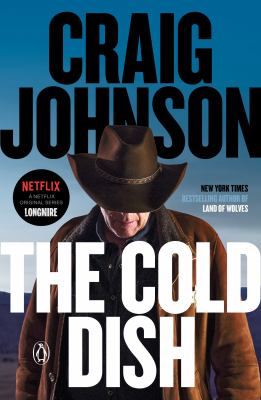 CRAIG
JOHNSON
NETFLIX
A NETFLIX
ORIGINAL SERIES
LONGMIRE
NEW YORK TIMES
BESTSELLING AUTHOR OF
LAND OF WOLVES
THE COLD
DISH